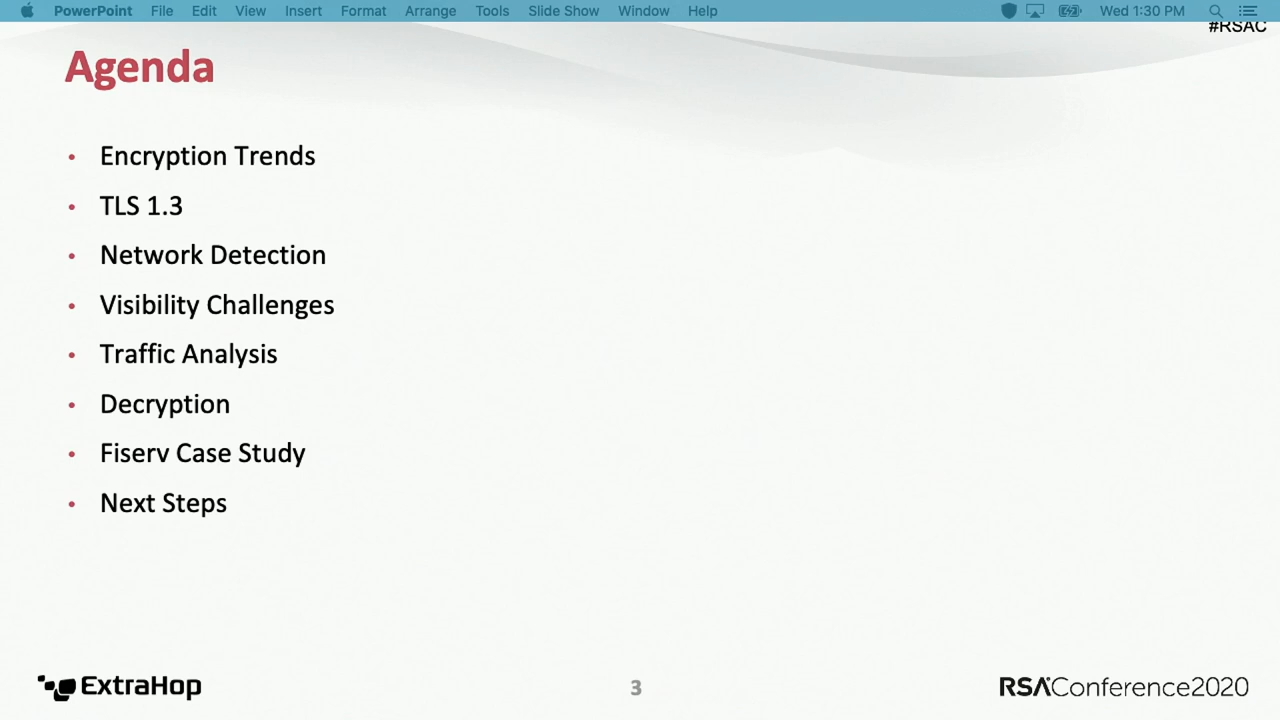 PowerPoint File Edit View Insert Format Arrange Tools Slide Show Window Help Wed 1:30 PM
#RSAC
Agenda
• Encryption Trends
• TLS 1.3
• Network Detection
• Visibility Challenges
• Traffic Analysis
• Decryption
• Fiserv Case Study
• Next Steps
ExtraHop 3 RSAConference2020